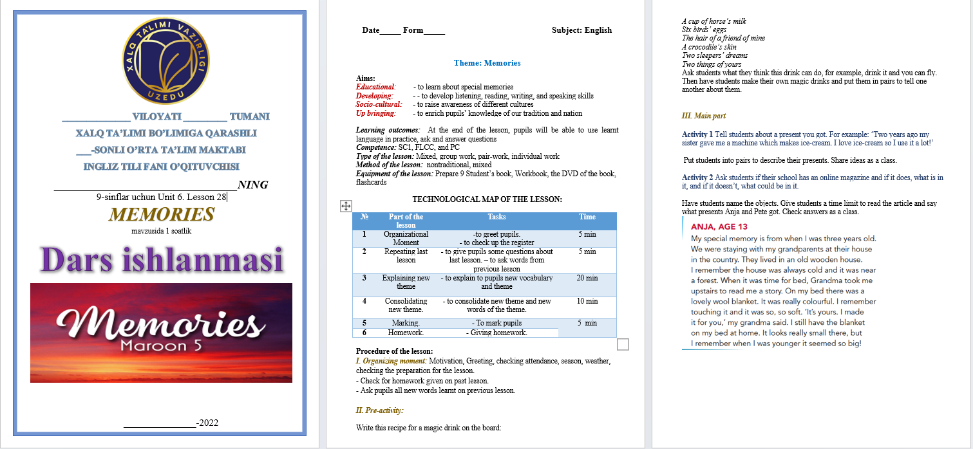 XALQ TA'LIMI VAZIRLIGI
UZEDU
______________ VILOYATI _________ TUMANI
XALQ TA'LIMI BO'LIMIGA QARASHLI
___-SONLI O'RTA TA'LIM MAKTABI
INGLIZ TILI FANI O'QITUVCHISI
______________________________NING
9-sinflar uchun Unit 6. Lesson 28
MEMORIES
mavzusida 1 soatlik
Dars ishlanmasi
Memories
Maroon 5
_______________-2022
Date_____ Form_____ Subject: English
Theme: Memories
Aims:
Educational - to learn about special memories
Developing: - - to develop listening, reading, writing, and speaking skills
Socio-cultural: - to raise awareness of different cultures
Up bringing: - to enrich pupils' knowledge of our tradition and nation
Learning outcomes: At the end of the lesson, pupils will be able to use learnt
language in practice, ask and answer questions
Competence: SC1, FLCC, and PC
Type of the lesson: Mixed, group work, pair-work, individual work
Method of the lesson: nontraditional, mixed
Equipment of the lesson: Prepare 9 Student's book, Workbook, the DVD of the book,
flashcards
TECHNOLOGICAL MAP OF THE LESSON:
№ Part of the lesson Tasks Time
1 Organizational Moment -to greet pupils. - to check up the register 5 min
2 Repeating last lesson - to give pupils some questions about last lesson. – to ask words from previous lesson 5 min
3 Explaining new theme - to explain to pupils new vocabulary and theme 20 min
4 Consolidating new theme. - to consolidate new theme and new words of the theme. 10 min
5 Marking. - To mark pupils 5 min
6 Homework. - Giving homework.
Procedure of the lesson:
I. Organizing moment: Motivation, Greeting, checking attendance, season, weather,
checking the preparation for the lesson.
- Check for homework given on past lesson.
- Ask pupils all new words learnt on previous lesson.
II. Pre-activity:
Write this recipe for a magic drink on the board:
A cup of horse's milk
Six birds' eggs
The hair of a friend of mine
A crocodile's skin
Two sleepers' dreams
Two things of yours
Ask students what they think this drink can do, for example, drink it and you can fly.
Then have students make their own magic drinks and put them in pairs to tell one
another about them.
III. Main part
Activity 1 Tell students about a present you got. For example: 'Two years ago my
sister gave me a machine which makes ice-cream. I love ice-cream so I use it a lot!'
Put students into pairs to describe their presents. Share ideas as a class.
Activity 2 Ask students if their school has an online magazine and if it does, what is in
it, and if it doesn't, what could be in it.
Have students name the objects. Give students a time limit to read the article and say
what presents Anja and Pete got. Check answers as a class.
ANJA, AGE 13
My special memory is from when I was three years old.
We were staying with my grandparents at their house
in the country. They lived in an old wooden house.
I remember the house was always cold and it was near
a forest. When it was time for bed, Grandma took me
upstairs to read me a story. On my bed there was a
lovely wool blanket. It was really colourful. I remember
touching it and it was so, so soft. 'It's yours. I made
it for you,' my grandma said. I still have the blanket
on my bed at home. It looks really small there, but
I remember when I was younger it seemed so big!